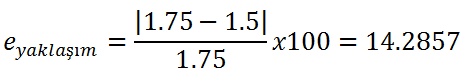 e_yaklaşım = |1.75 − 1.5| / 1.75 x100 = 14.2857